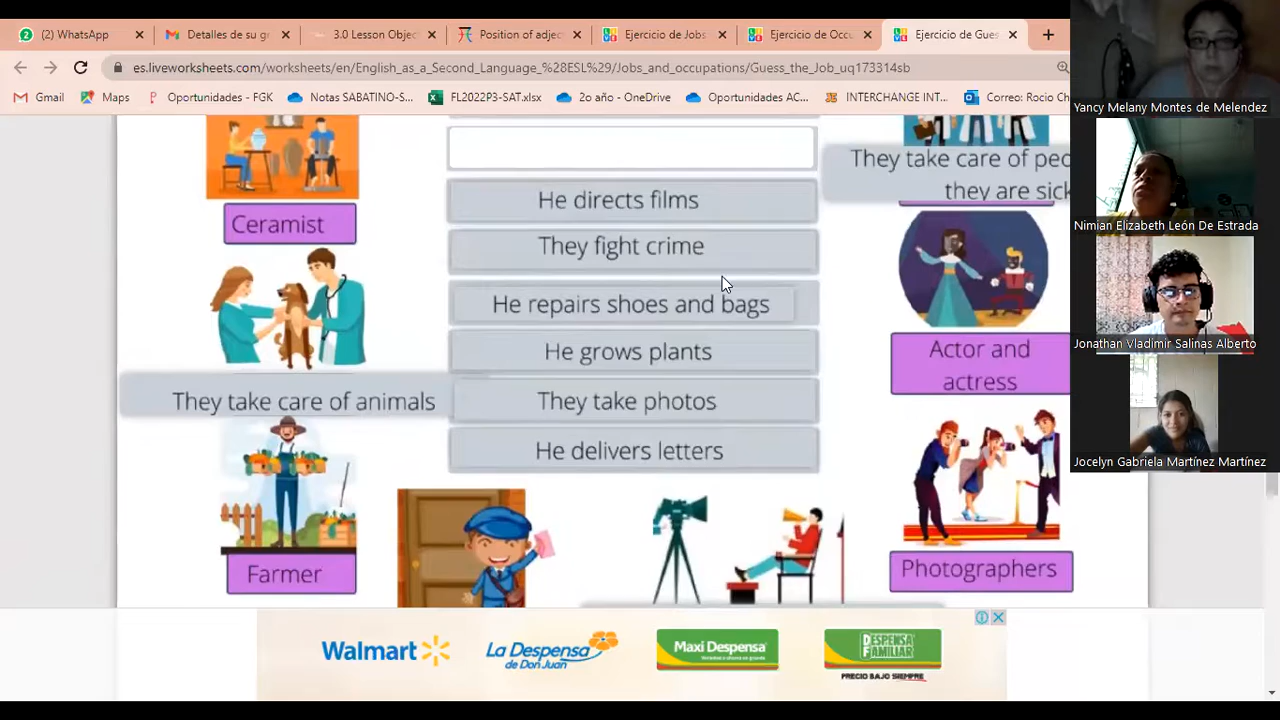 (2) WhatsApp
Detalles de su g
3.0 Lesson Objec
Position of adjec
Ejercicio de Jobs
Ejercicio de Occu
Ejercicio de Gues
es.liveworksheets.com/worksheets/en/English_as_a_Second_Language_%28ESL%29/Jobs_and_occupations/Guess_the_Job_uq173314sb
Gmail
Maps
Oportunidades - FGK
Notas SABATINO-S...
FL2022P3-SAT.xlsx
2o año - OneDrive
Oportunidades AC...
INTERCHANGE INT...
Correo: Rocio Ch
Yancy Melany Montes de Melendez
Nimian Elizabeth León De Estrada
Jonathan Vladimir Salinas Alberto
Jocelyn Gabriela Martínez Martínez
They take care of peo
they are sick
Ceramist
He directs films
They fight crime
He repairs shoes and bags
He grows plants
They take care of animals
They take photos
He delivers letters
Actor and
actress
Farmer
Photographers
Walmart
La Despensa
de Don Juan
Maxi Despensa
DESPENSA
FAMILIAR
PRECIO BAJO SIEMPRE